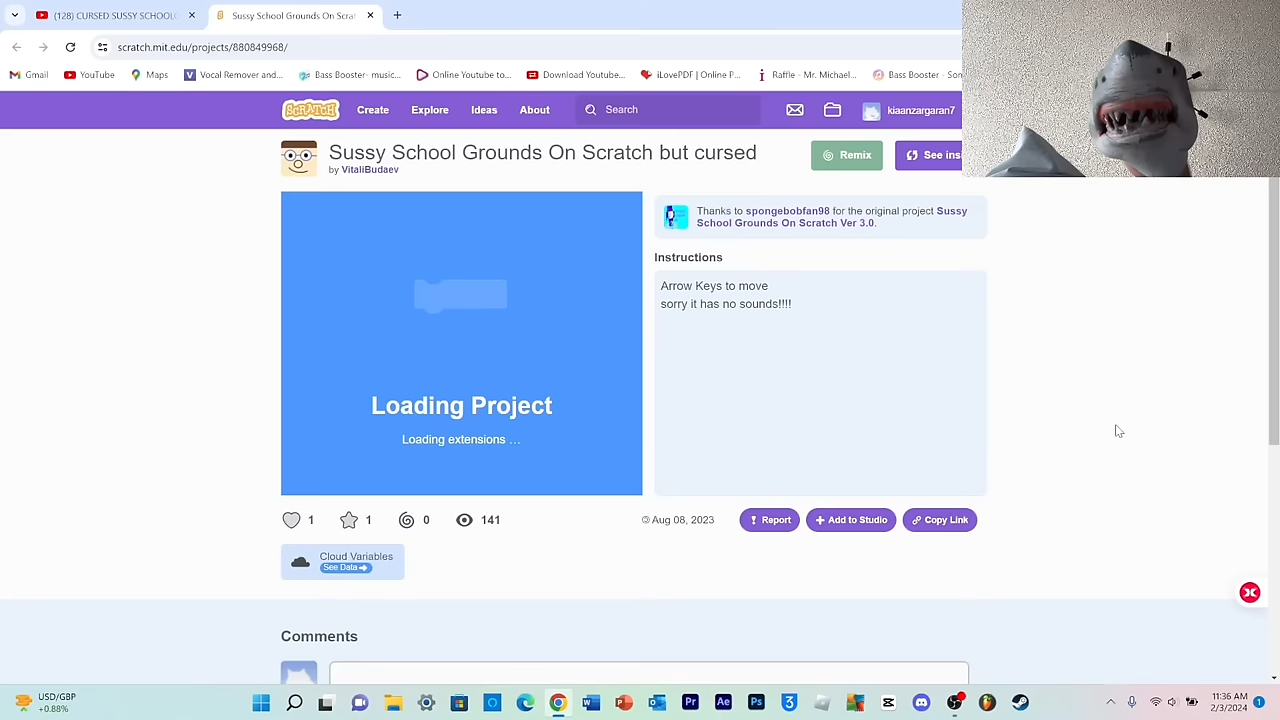 (128) CURSED SUSSY SCHOOL
Sussy School Grounds On Scrat
scratch.mit.edu/projects/880849968/
Gmail
YouTube
Maps
Vocal Remover and...
Bass Booster- music...
Online Youtube to...
Download Youtube...
iLovePDF | Online P...
Raffle - Mr. Michael...
Bass Booster - Son
SCRATCH
Create
Explore
Ideas
About
Search
kiaanzargaran7
Sussy School Grounds On Scratch but cursed
by VitaliBudaev
Remix
See ins
Thanks to spongebobfan98 for the original project Sussy
School Grounds On Scratch Ver 3.0.
Instructions
Arrow Keys to move
sorry it has no sounds!!!!
Loading Project
Loading extensions …
1
1
0
141
© Aug 08, 2023
Report
Add to Studio
Copy Link
Cloud Variables
See Data
Comments
USD/GBP
+0.88%
11:36 AM
2/3/2024
1